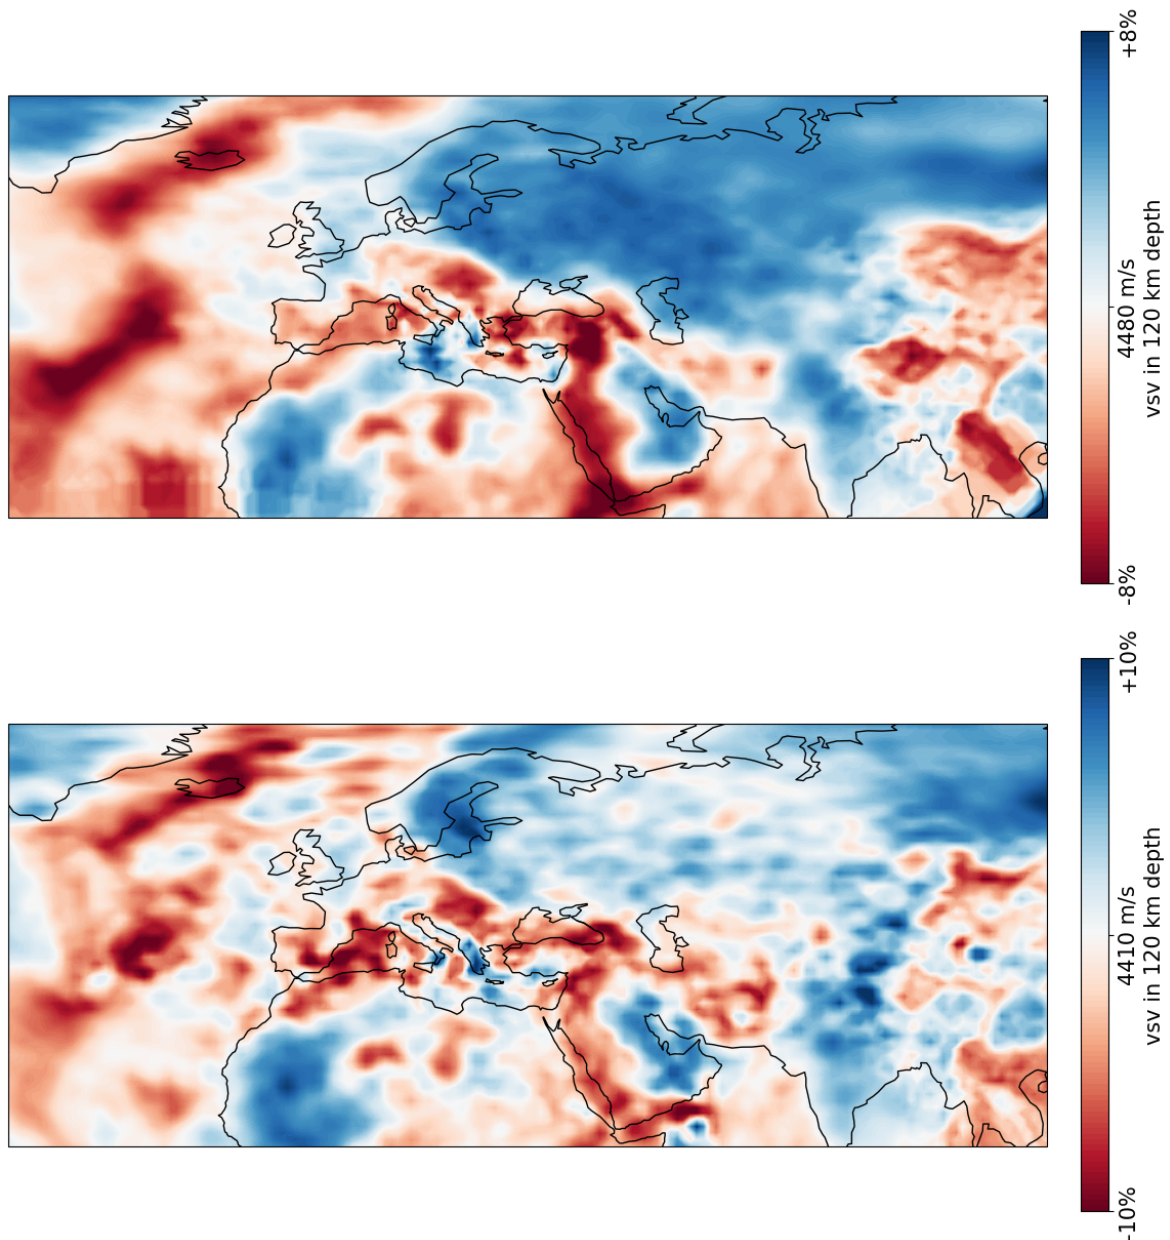 +8%
4480 m/s
vsv in 120 km depth
-8%
+10%
4410 m/s
vsv in 120 km depth
-10%